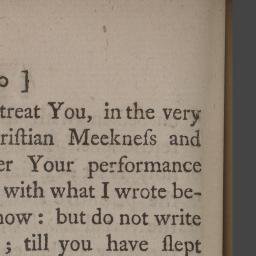 o ]
treat You, in the very
riſtian Meekneſs and
er Your performance
with what I wrote be-
now : but do not write
; till you have ſlept